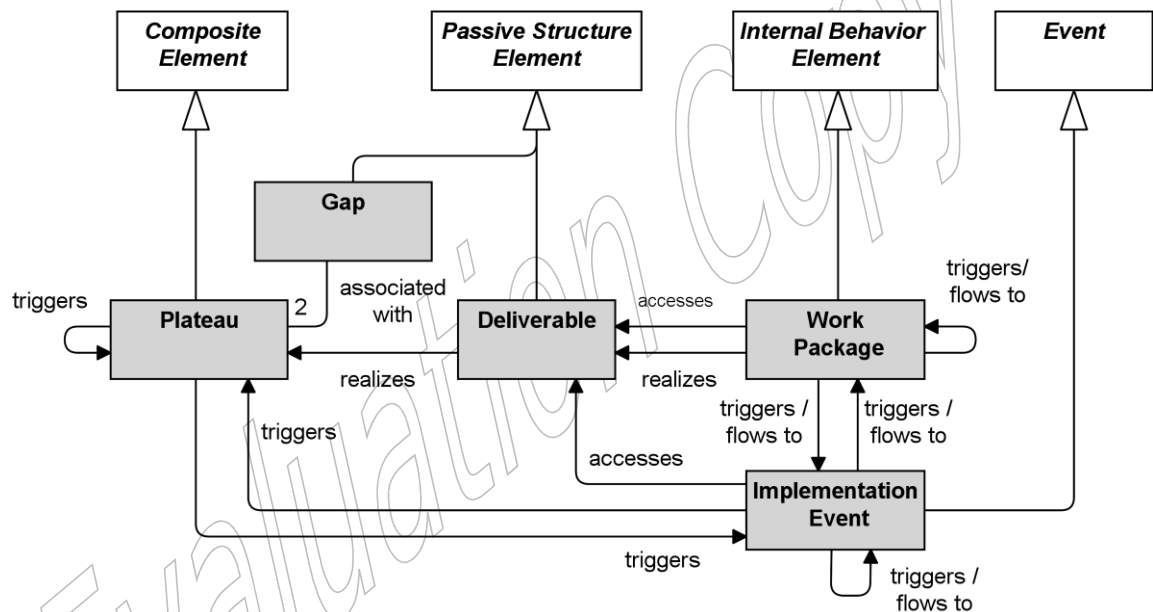 Composite
Element
Passive Structure
Element
Internal Behavior
Element
Event
Gap
triggers
Plateau
2
associated
with
Deliverable
accesses
Work
Package
triggers/
flows to
realizes
realizes
triggers /
flows to
triggers /
flows to
triggers
accesses
Implementation
Event
triggers
triggers /
flows to
Evaluation Copy